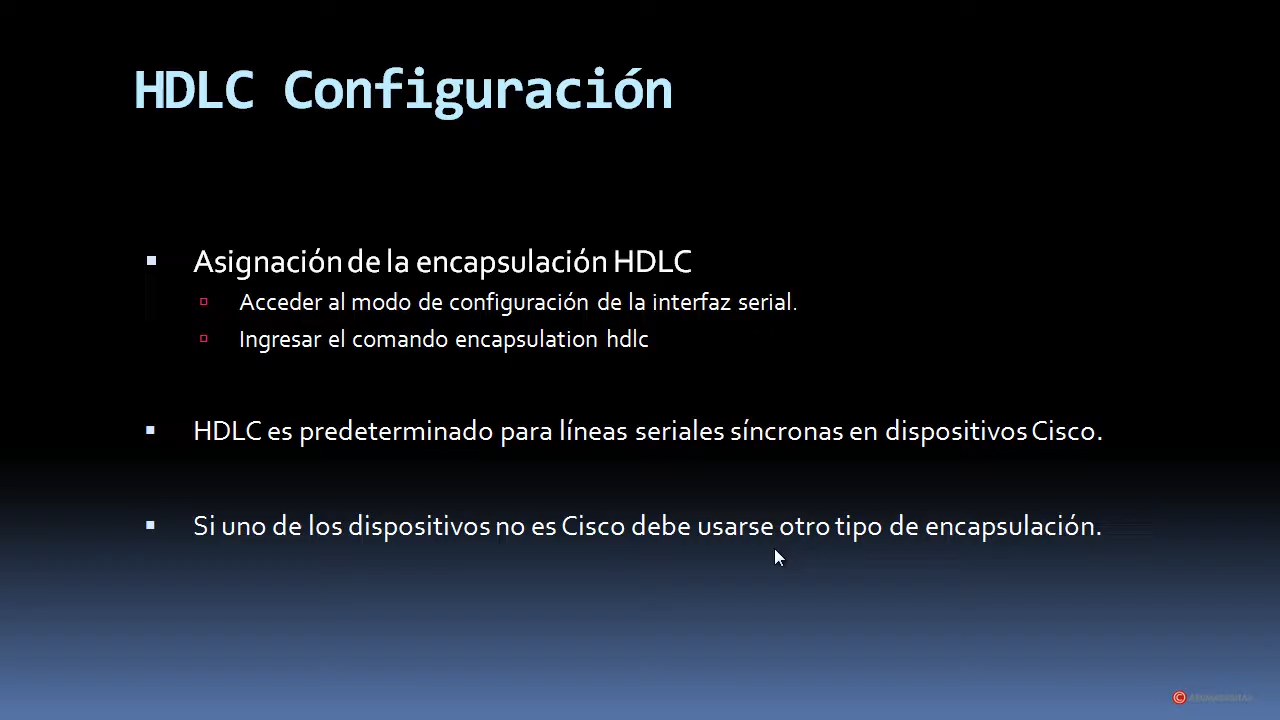 HDLC Configuración
Asignación de la encapsulación HDLC
Acceder al modo de configuración de la interfaz serial.
Ingresar el comando encapsulation hdlc
HDLC es predeterminado para líneas seriales síncronas en dispositivos Cisco.
Si uno de los dispositivos no es Cisco debe usarse otro tipo de encapsulación.
©